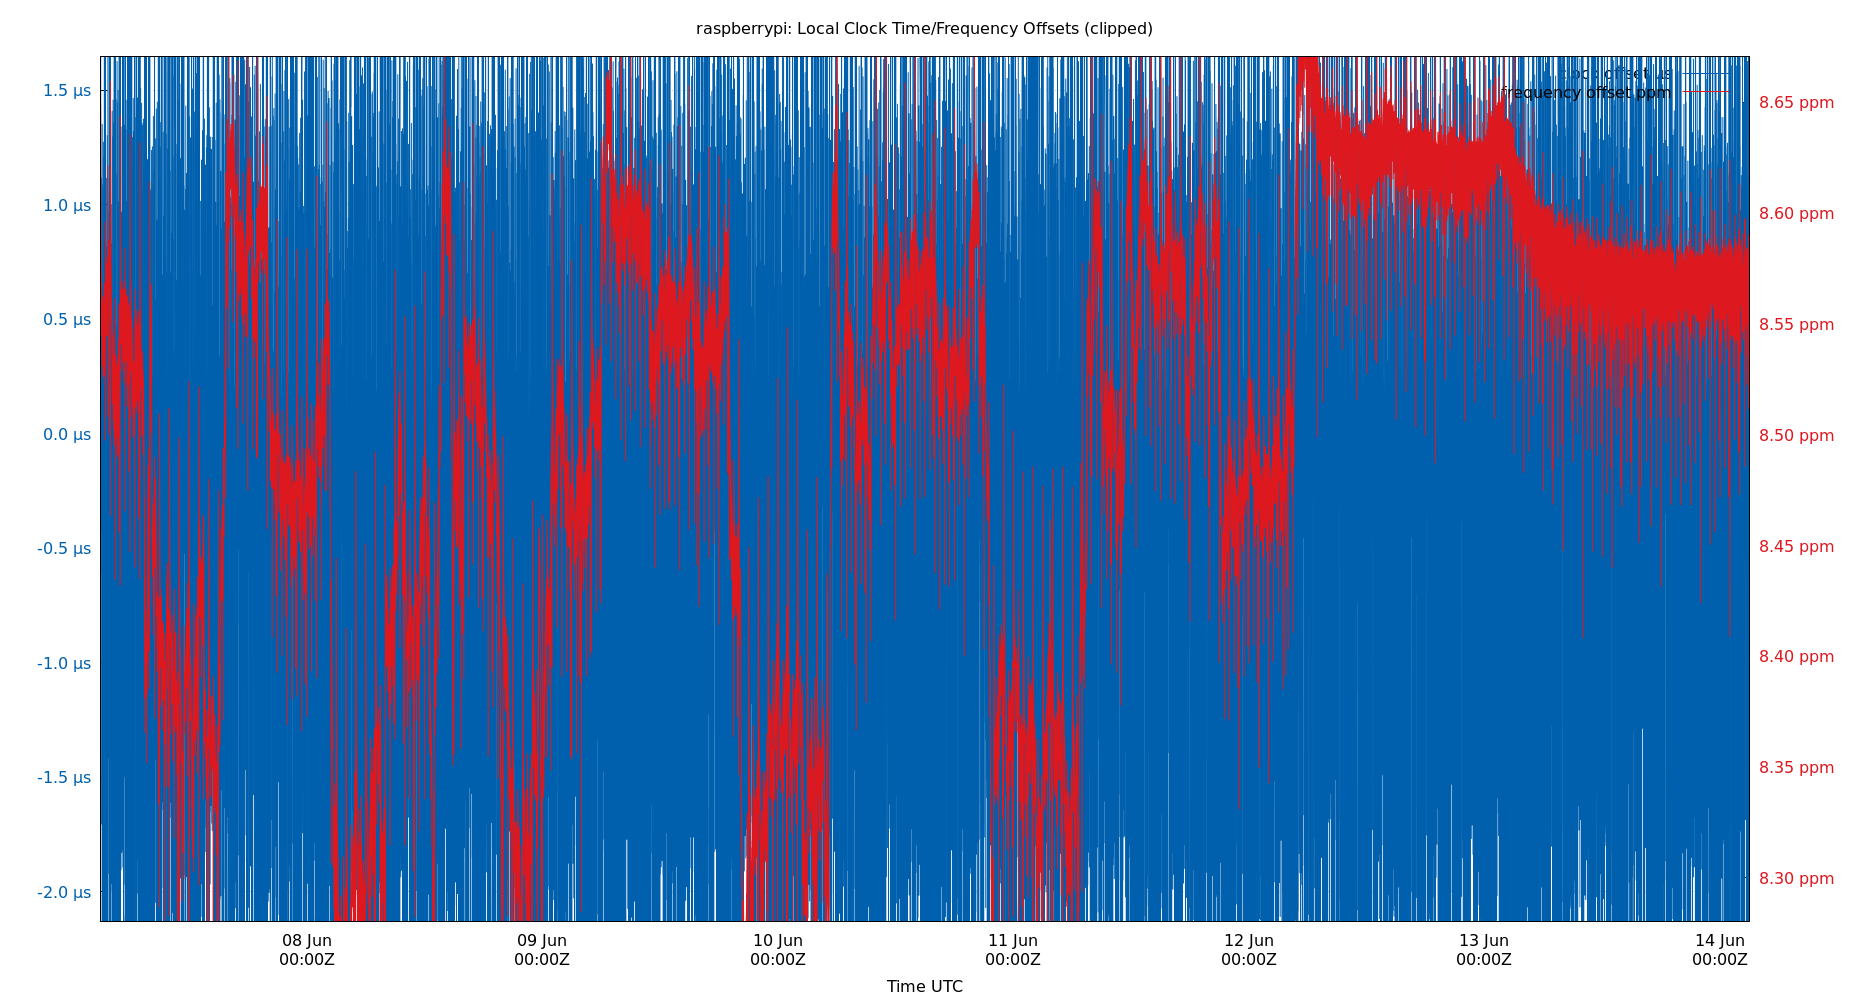 raspberrypi: Local Clock Time/Frequency Offsets (clipped)
clock offset µs
frequency offset ppm
1.5 µs
1.0 µs
0.5 µs
0.0 µs
-0.5 µs
-1.0 µs
-1.5 µs
-2.0 µs
8.65 ppm
8.60 ppm
8.55 ppm
8.50 ppm
8.45 ppm
8.40 ppm
8.35 ppm
8.30 ppm
08 Jun 09 Jun 10 Jun 11 Jun 12 Jun 13 Jun 14 Jun
00:00Z 00:00Z 00:00Z 00:00Z 00:00Z 00:00Z 00:00Z
Time UTC